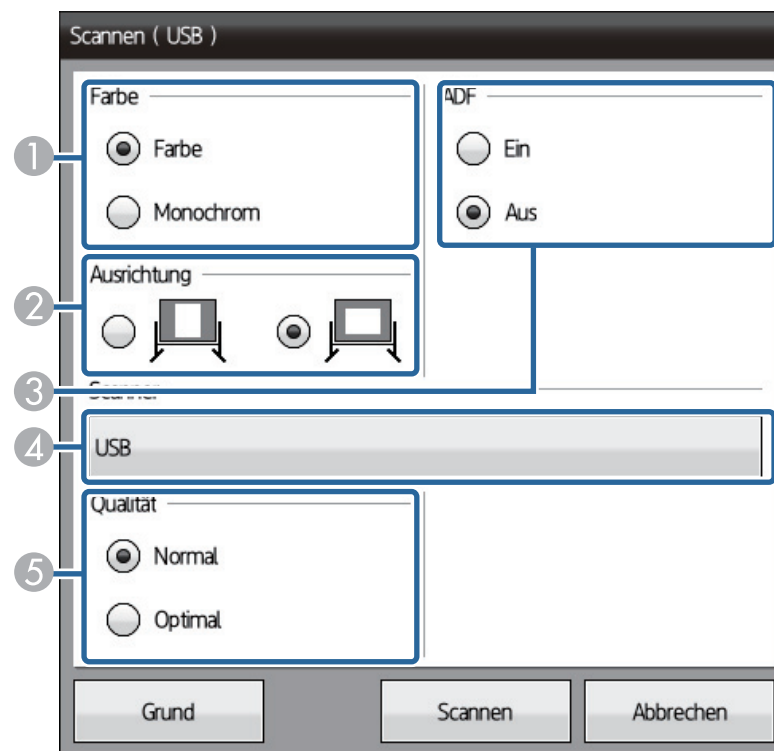 Scannen ( USB )
Farbe
Farbe
Monochrom
1
Ausrichtung
2
ADF
Ein
Aus
3
Scanner
4
USB
Qualität
5
Normal
Optimal
Grund
Scannen
Abbrechen